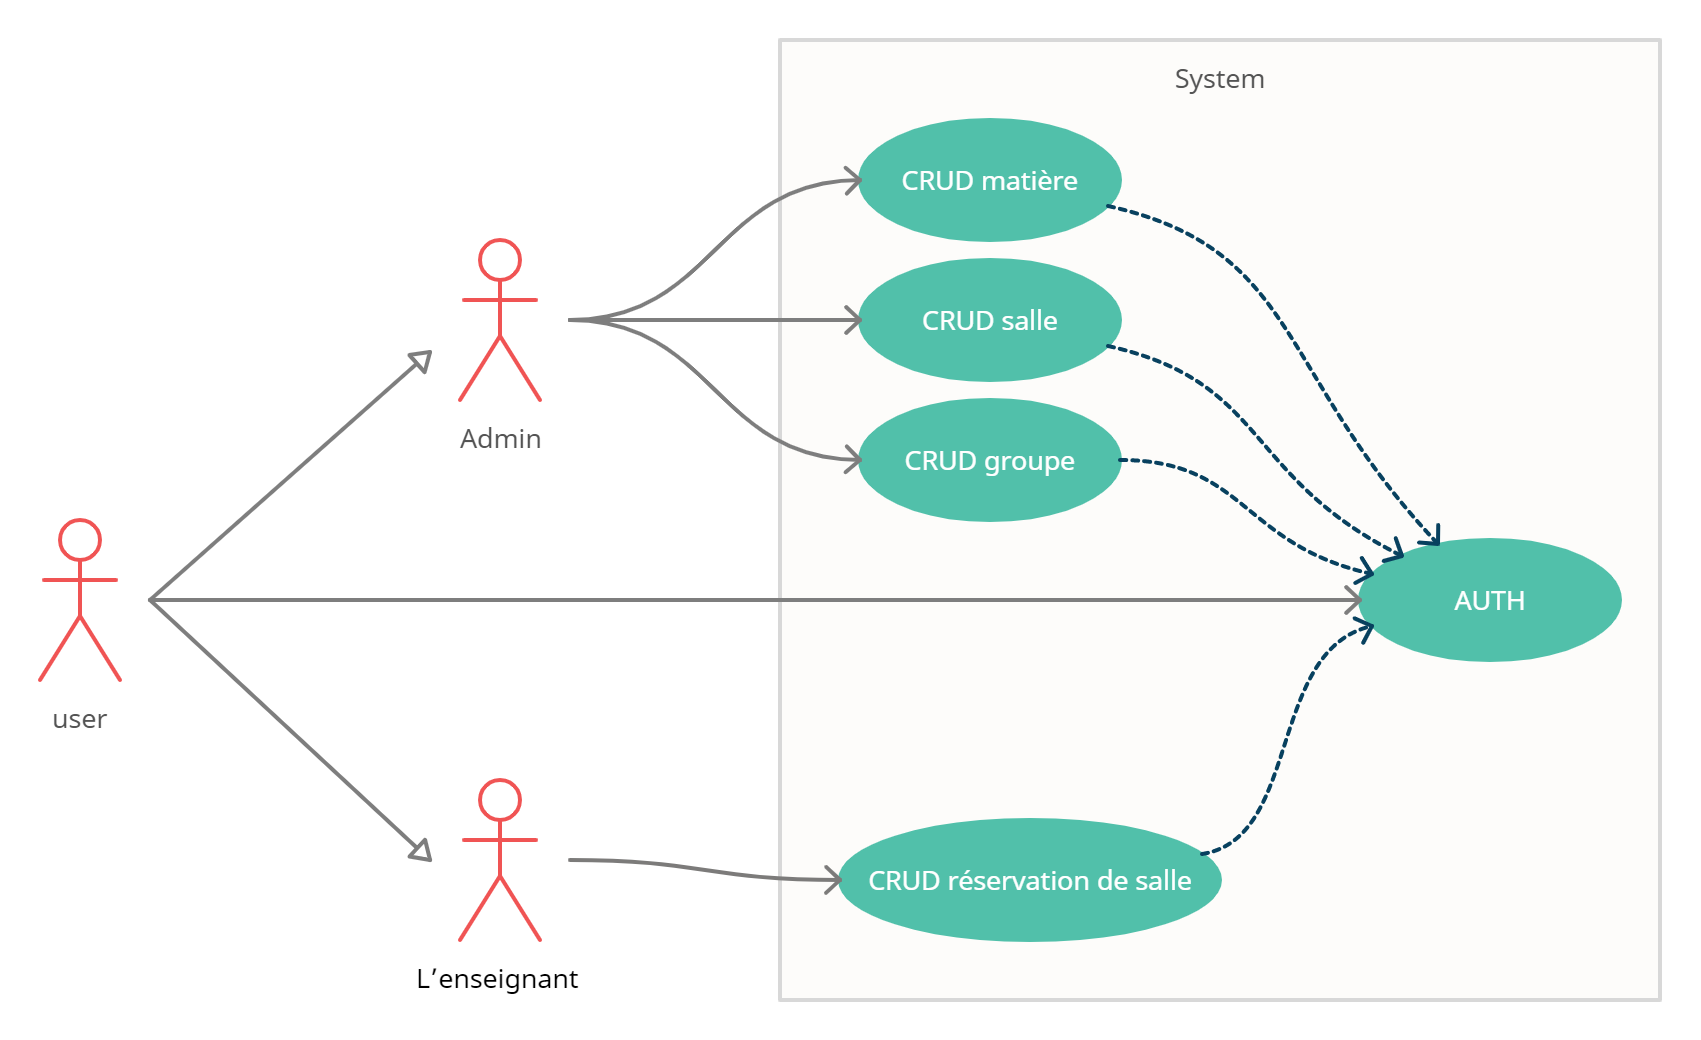 System
CRUD matière
CRUD salle
Admin
CRUD groupe
AUTH
user
CRUD réservation de salle
L’enseignant